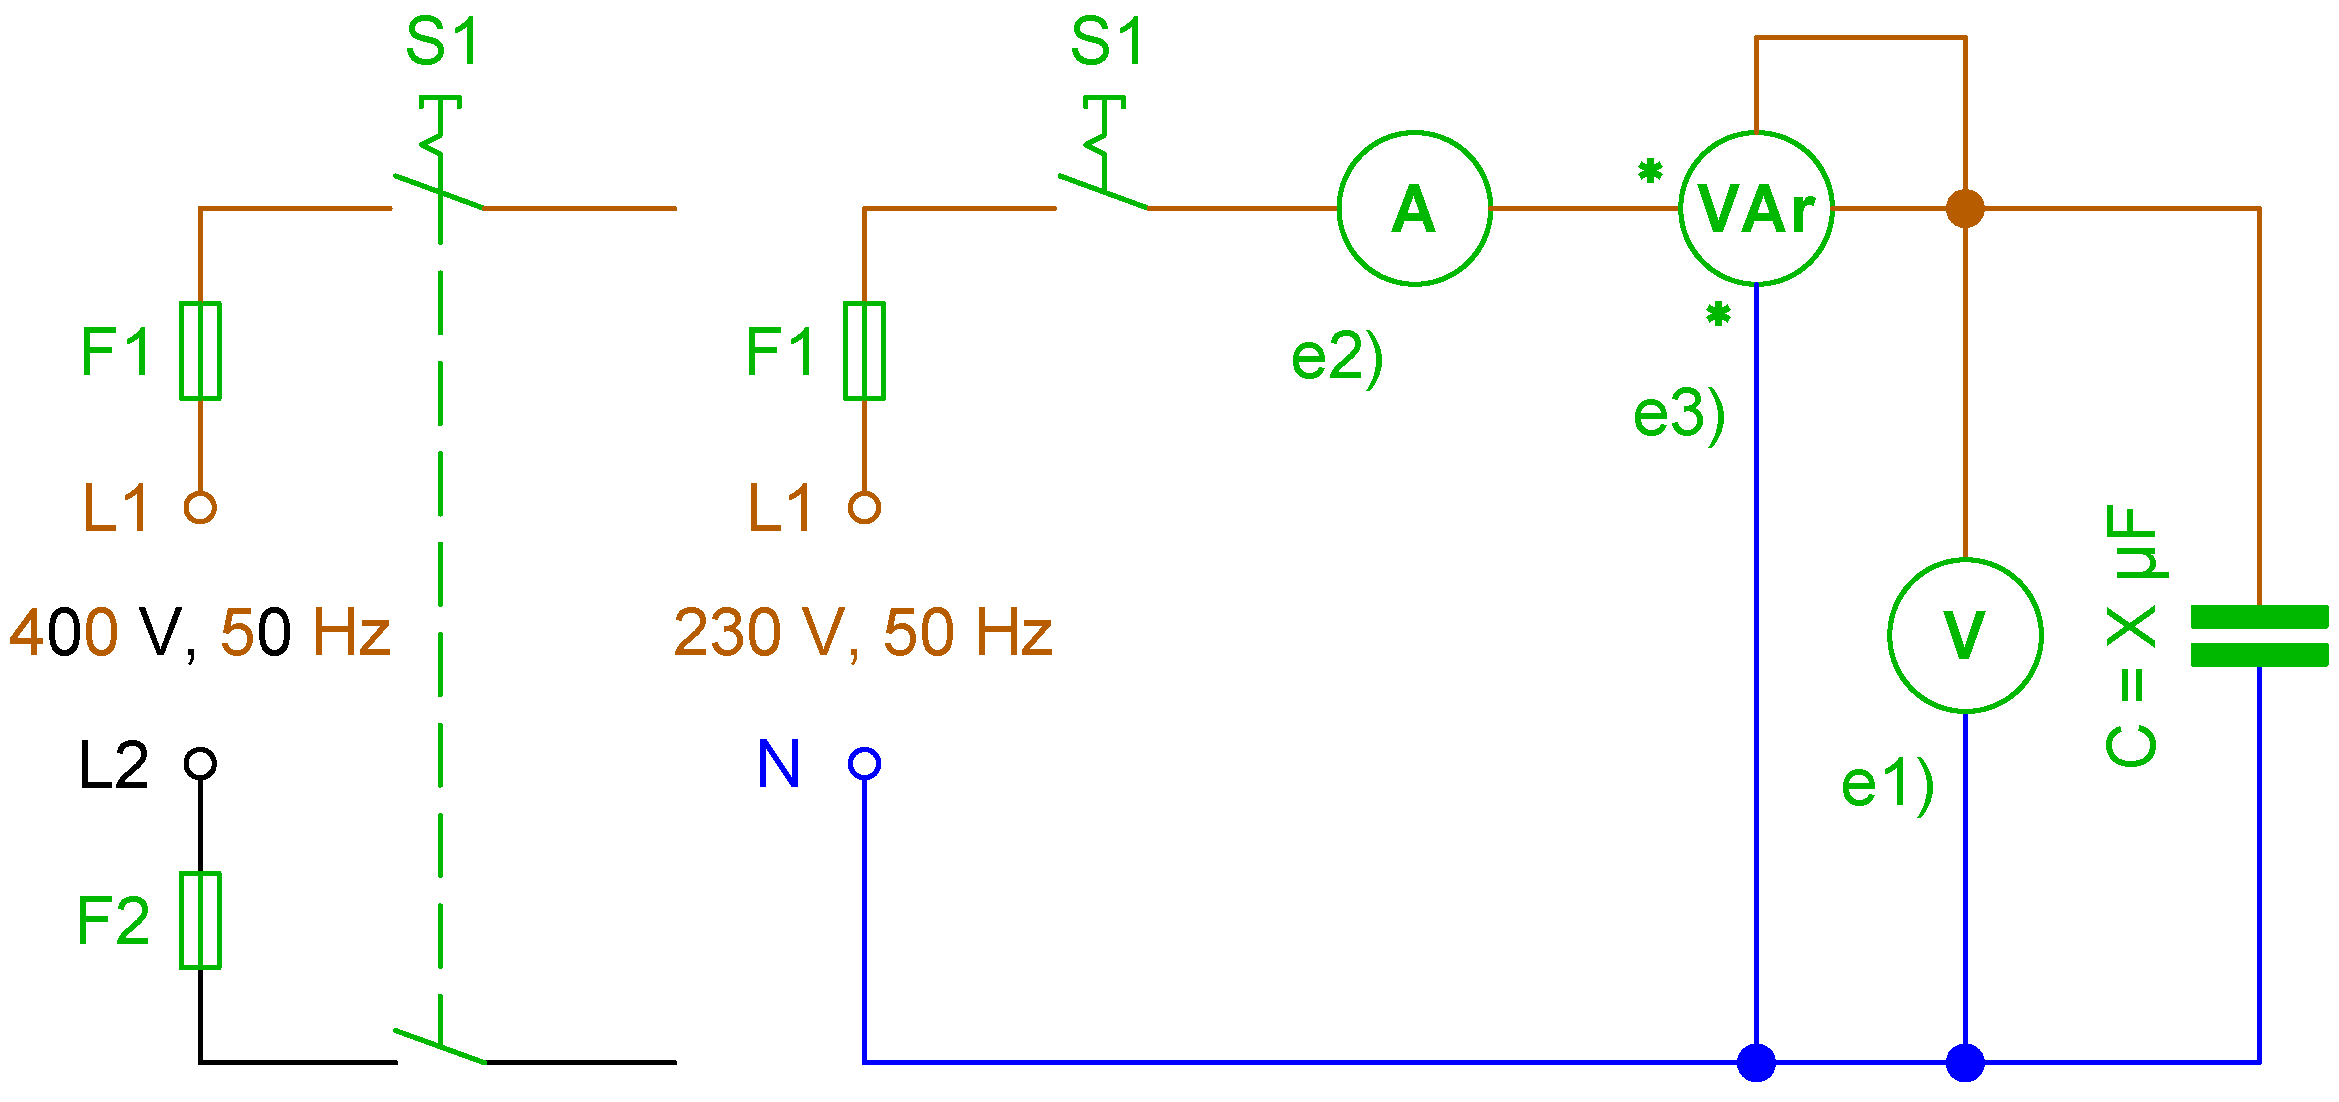 S1
F1
L1
400 V, 50 Hz
L2
F2
S1
F1
L1
230 V, 50 Hz
N
A
e2)
*
VAr
*
e3)
V
e1)
C = X µF